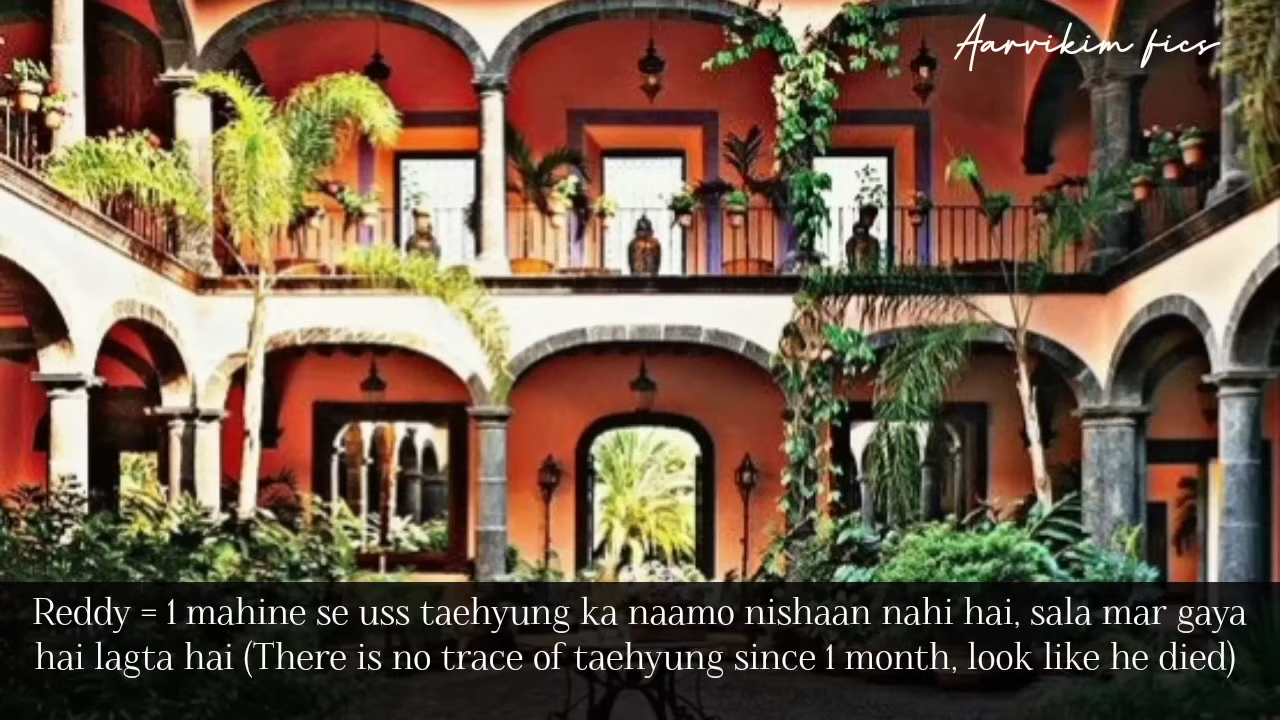 Aarvikim fics
Reddy = 1 mahine se uss taehyung ka naamo nishaan nahi hai, sala mar gaya
hai lagta hai (There is no trace of taehyung since 1 month, look like he died)